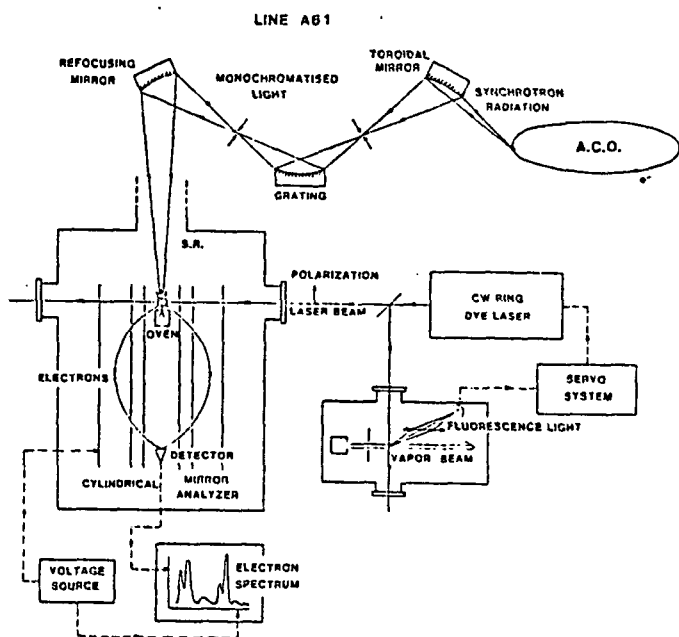 LINE A61
REFOCUSING
MIRROR
MONOCHROMATISED
LIGHT
TOROIDAL
MIRROR
SYNCHROTRON
RADIATION
A.C.O.
e-
GRATING
S.R.
POLARIZATION
LASER BEAM
CW RING
DYE LASER
OVEN
ELECTRONS
SERVO
SYSTEM
FLUORESCENCE LIGHT
VAPOR BEAM
DETECTOR
CYLINDRICAL
MIRROR
ANALYZER
VOLTAGE
SOURCE
ELECTRON
SPECTRUM